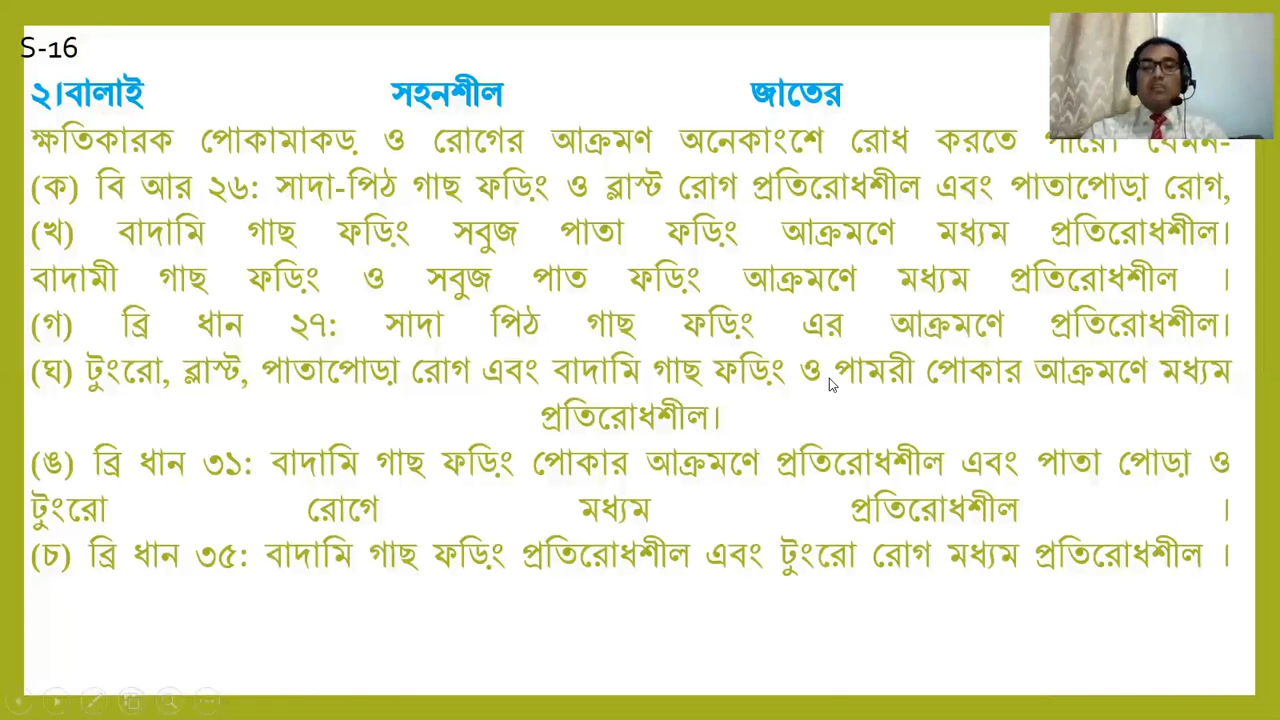 S-16
২।বালাই সহনশীল জাতের
ক্ষতিকারক পোকামাকড় ও রোগের আক্রমণ অনেকাংশে রোধ করতে পারে। যেমন-
(ক) বি আর ২৬: সাদা-পিঠ গাছ ফড়িং ও ব্লাস্ট রোগ প্রতিরোধশীল এবং পাতাপোড়া রোগ,
(খ) বাদামি গাছ ফড়িং সবুজ পাতা ফড়িং আক্রমণে মধ্যম প্রতিরোধশীল।
বাদামী গাছ ফড়িং ও সবুজ পাত ফড়িং আক্রমণে মধ্যম প্রতিরোধশীল ।
(গ) ব্রি ধান ২৭: সাদা পিঠ গাছ ফড়িং এর আক্রমণে প্রতিরোধশীল।
(ঘ) টুংরো, ব্লাস্ট, পাতাপোড়া রোগ এবং বাদামি গাছ ফড়িং ও পামরী পোকার আক্রমণে মধ্যম
প্রতিরোধশীল।
(ঙ) ব্রি ধান ৩১: বাদামি গাছ ফড়িং পোকার আক্রমণে প্রতিরোধশীল এবং পাতা পোড়া ও
টুংরো রোগে মধ্যম প্রতিরোধশীল ।
(চ) ব্রি ধান ৩৫: বাদামি গাছ ফড়িং প্রতিরোধশীল এবং টুংরো রোগ মধ্যম প্রতিরোধশীল ।